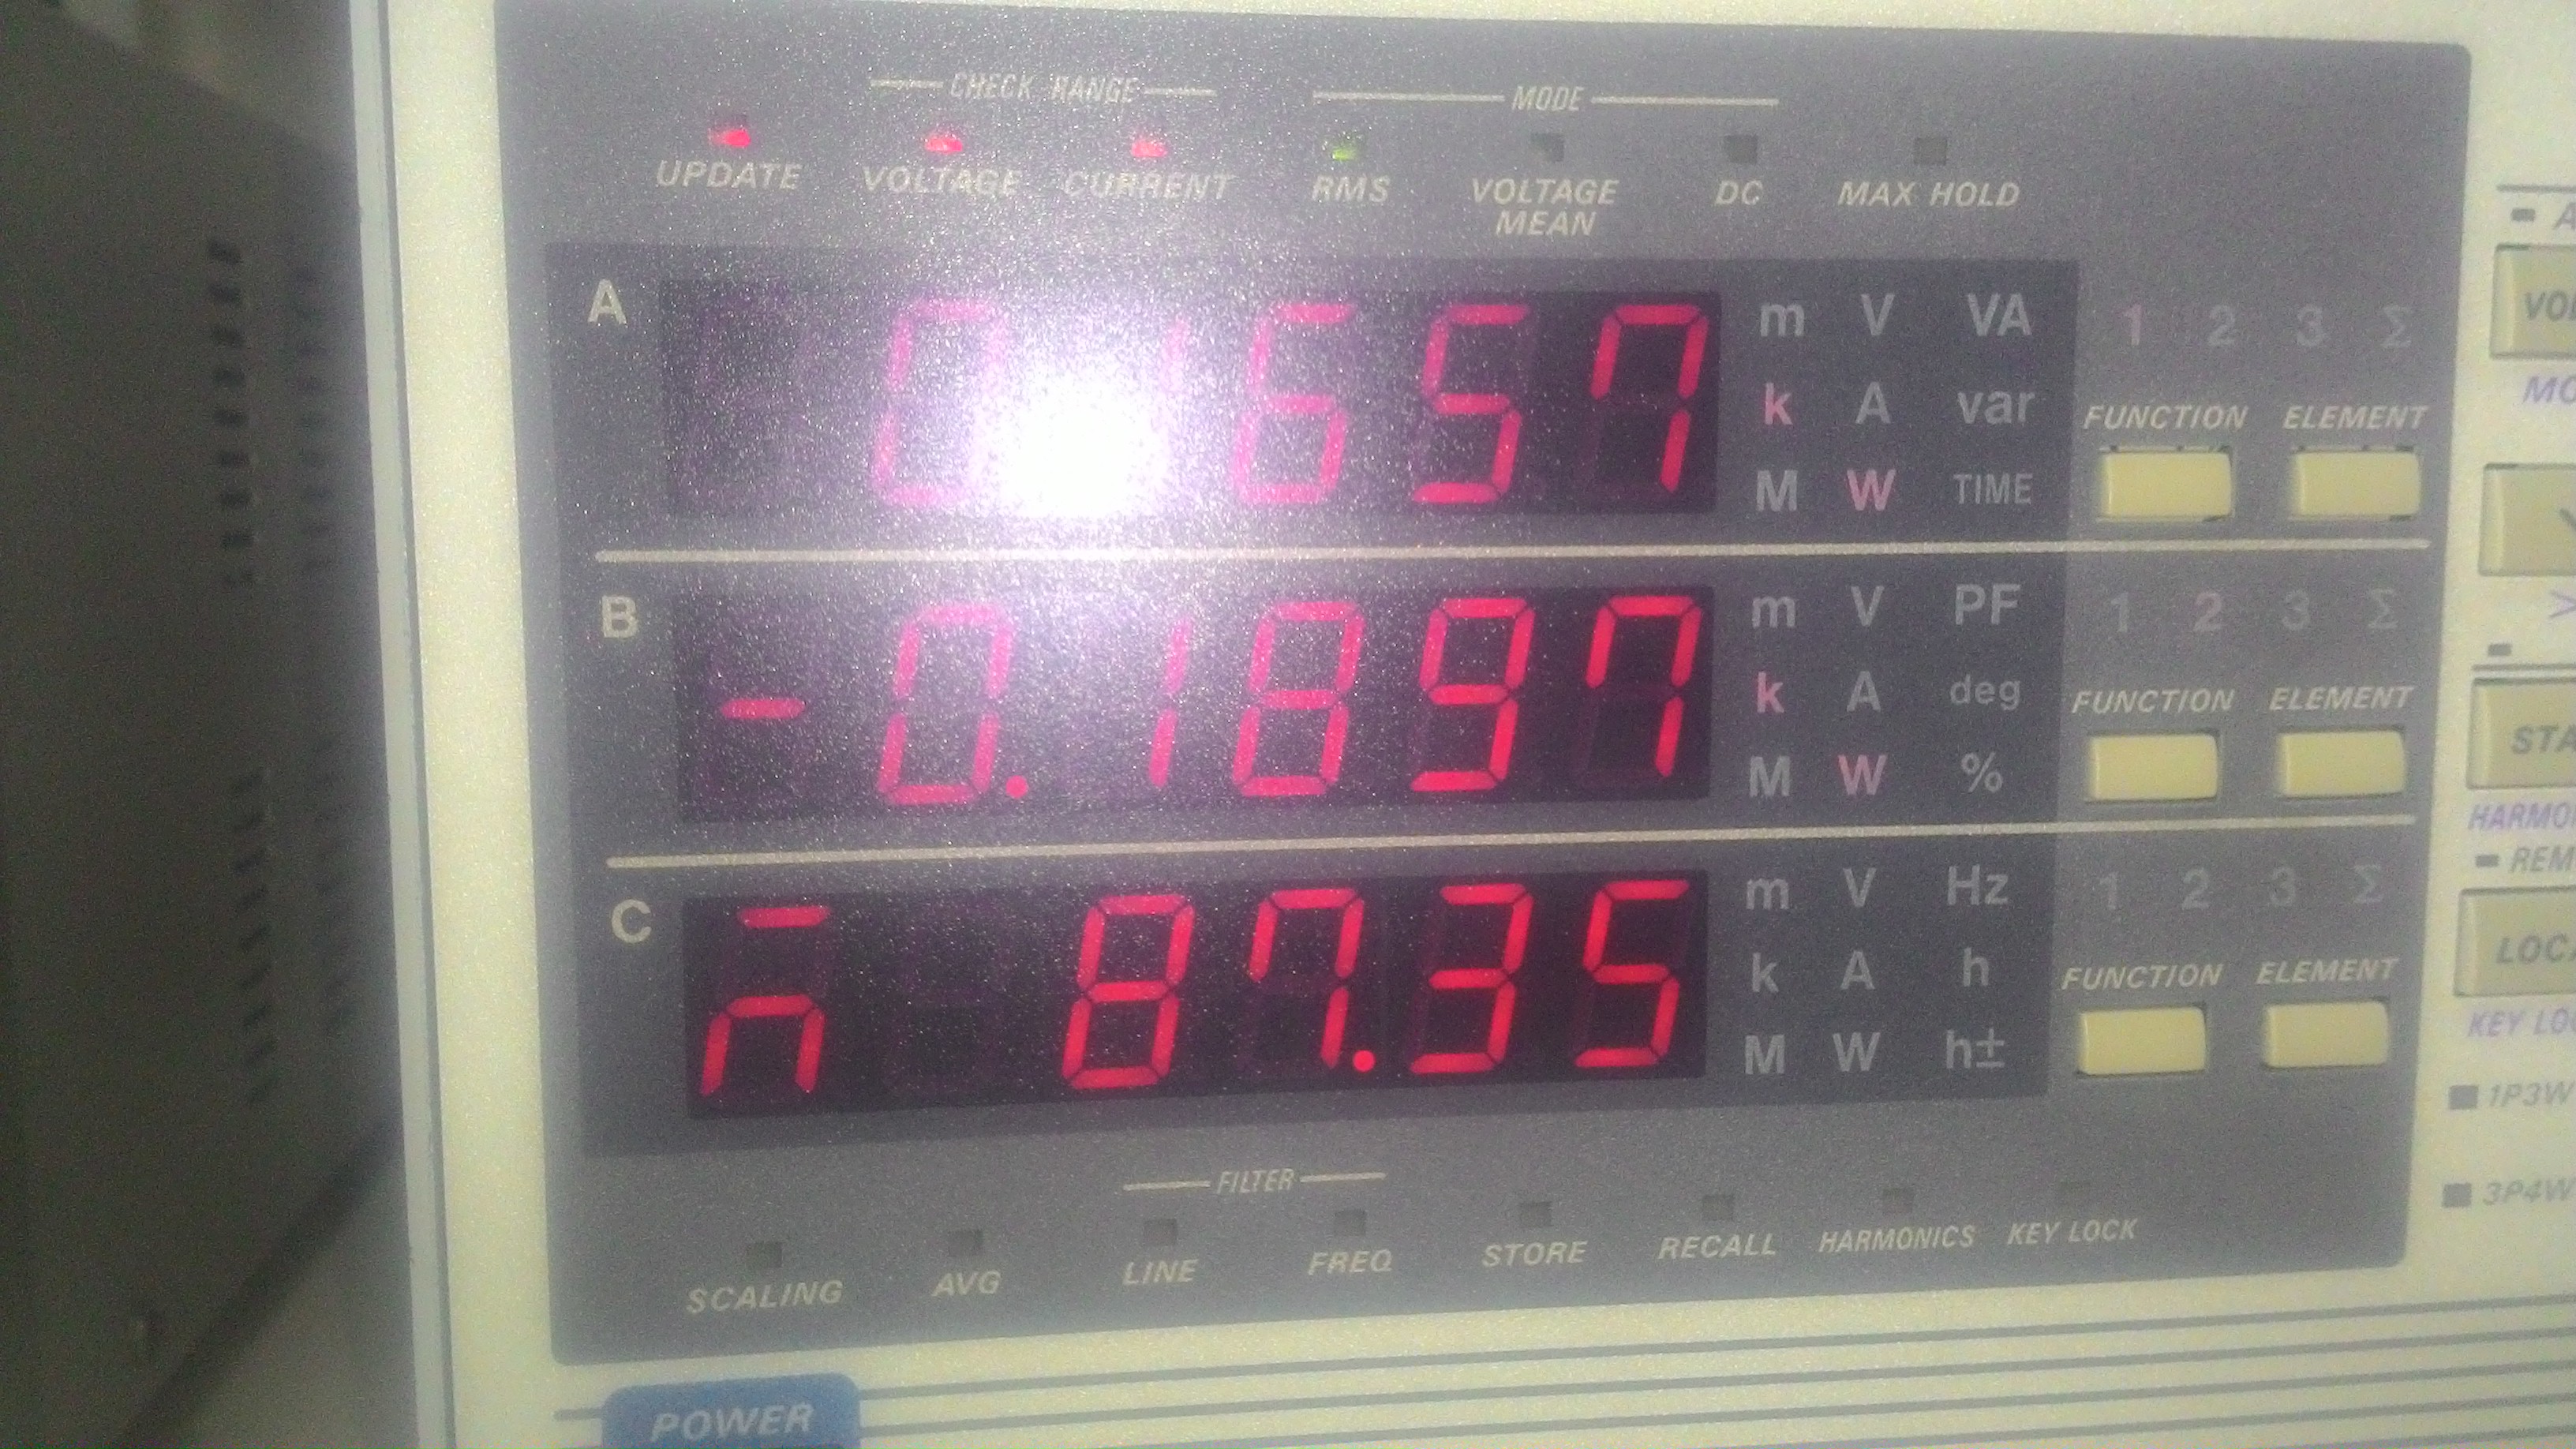 CHECK RANGE MODE
UPDATE VOLTAGE CURRENT RMS VOLTAGE MEAN DC MAX HOLD
A 0.1657 m V VA 1 2 3 Σ
k A var FUNCTION ELEMENT
M W TIME
B -0.1897 m V PF 1 2 3 Σ
k A deg FUNCTION ELEMENT
M W %
C n 87.35 m V Hz 1 2 3 Σ
k A h FUNCTION ELEMENT
M W h±
FILTER
SCALING AVG LINE FREQ STORE RECALL HARMONICS KEY LOCK
POWER
1P3W
3P4W